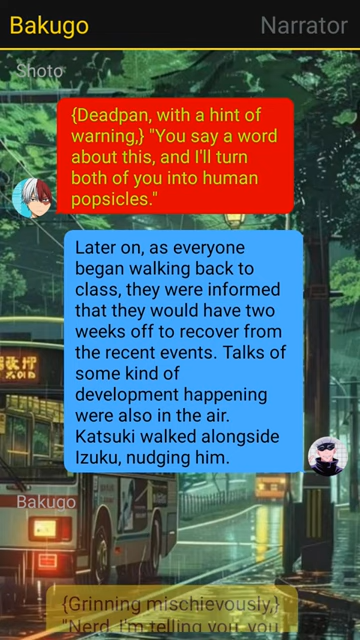 Bakugo Narrator
Shoto
{Deadpan, with a hint of
warning,} "You say a word
about this, and I'll turn
both of you into human
popsicles."
Later on, as everyone
began walking back to
class, they were informed
that they would have two
weeks off to recover from
the recent events. Talks of
some kind of
development happening
were also in the air.
Katsuki walked alongside
Izuku, nudging him.
Bakugo
{Grinning mischievously,}
"Nerd, I'm telling you, you